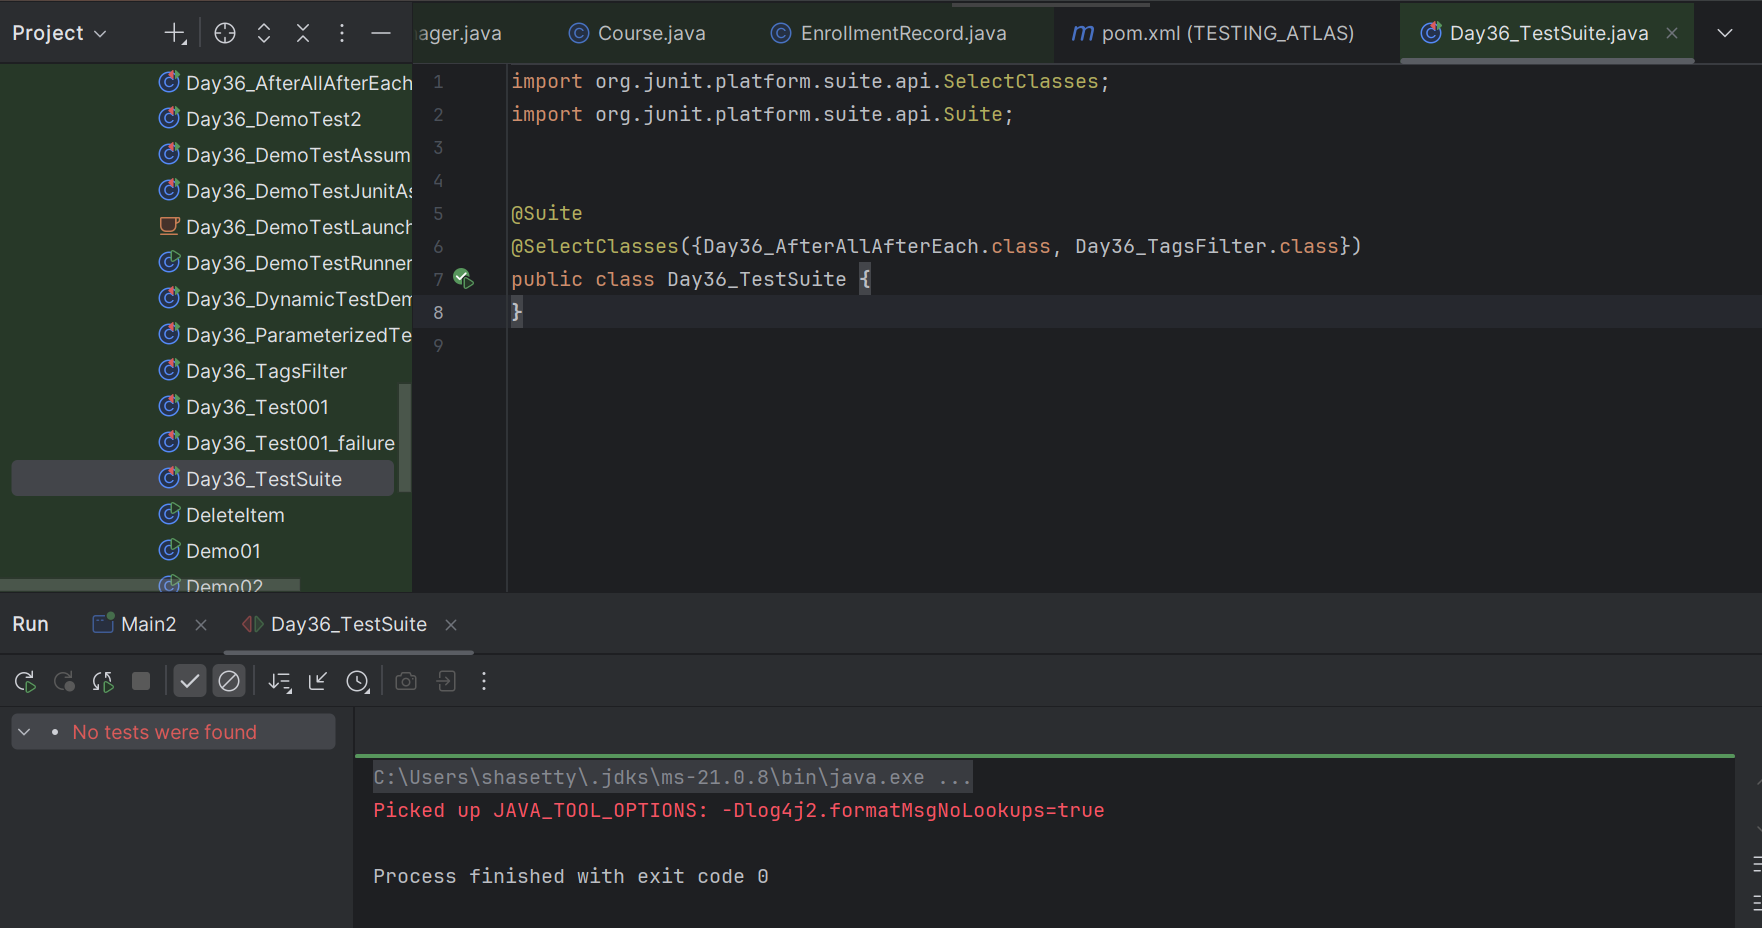 Project
ager.java
Course.java
EnrollmentRecord.java
pom.xml (TESTING_ATLAS)
Day36_TestSuite.java
Day36_AfterAllAfterEach
Day36_DemoTest2
Day36_DemoTestAssum
Day36_DemoTestJunitAs
Day36_DemoTestLaunch
Day36_DemoTestRunner
Day36_DynamicTestDem
Day36_ParameterizedTe
Day36_TagsFilter
Day36_Test001
Day36_Test001_failure
Day36_TestSuite
DeleteItem
Demo01
Demo02
1 import org.junit.platform.suite.api.SelectClasses;
2 import org.junit.platform.suite.api.Suite;
3
4
5 @Suite
6 @SelectClasses({Day36_AfterAllAfterEach.class, Day36_TagsFilter.class})
7 public class Day36_TestSuite {
8 }
9
Run
Main2
Day36_TestSuite
No tests were found
C:\Users\shasetty\.jdks\ms-21.0.8\bin\java.exe ...
Picked up JAVA_TOOL_OPTIONS: -Dlog4j2.formatMsgNoLookups=true
Process finished with exit code 0